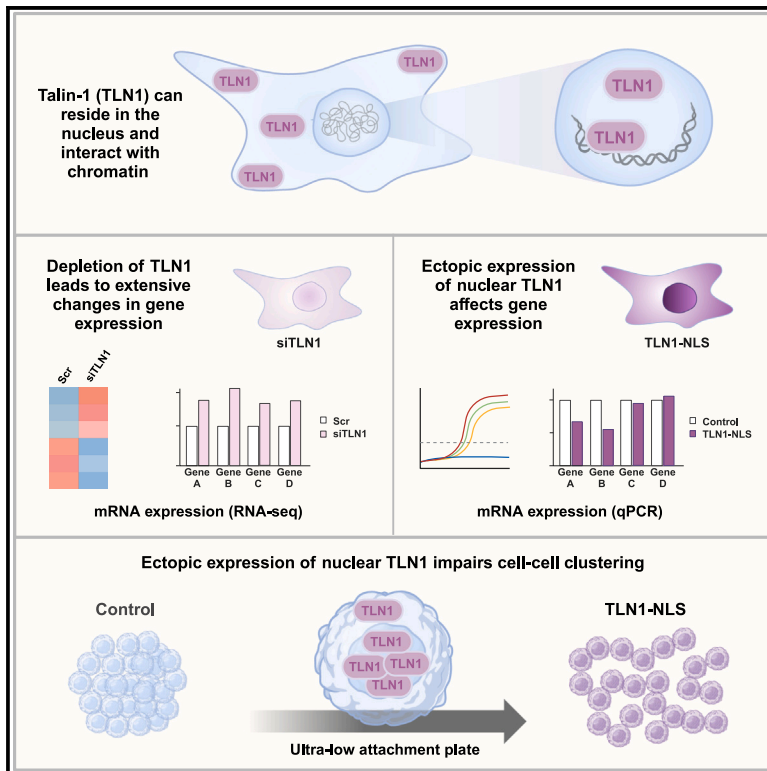 Talin-1 (TLN1) can
reside in the
nucleus and
interact with
chromatin
TLN1
TLN1
TLN1
TLN1
TLN1
TLN1
Depletion of TLN1
leads to extensive
changes in gene
expression
siTLN1
Scr
siTLN1
Scr
siTLN1
Gene Gene Gene Gene
A B C D
mRNA expression (RNA-seq)
Ectopic expression
of nuclear TLN1
affects gene
expression
TLN1-NLS
Control
TLN1-NLS
Gene Gene Gene Gene
A B C D
mRNA expression (qPCR)
Ectopic expression of nuclear TLN1 impairs cell-cell clustering
Control
TLN1
TLN1
TLN1
TLN1
TLN1
TLN1-NLS
Ultra-low attachment plate